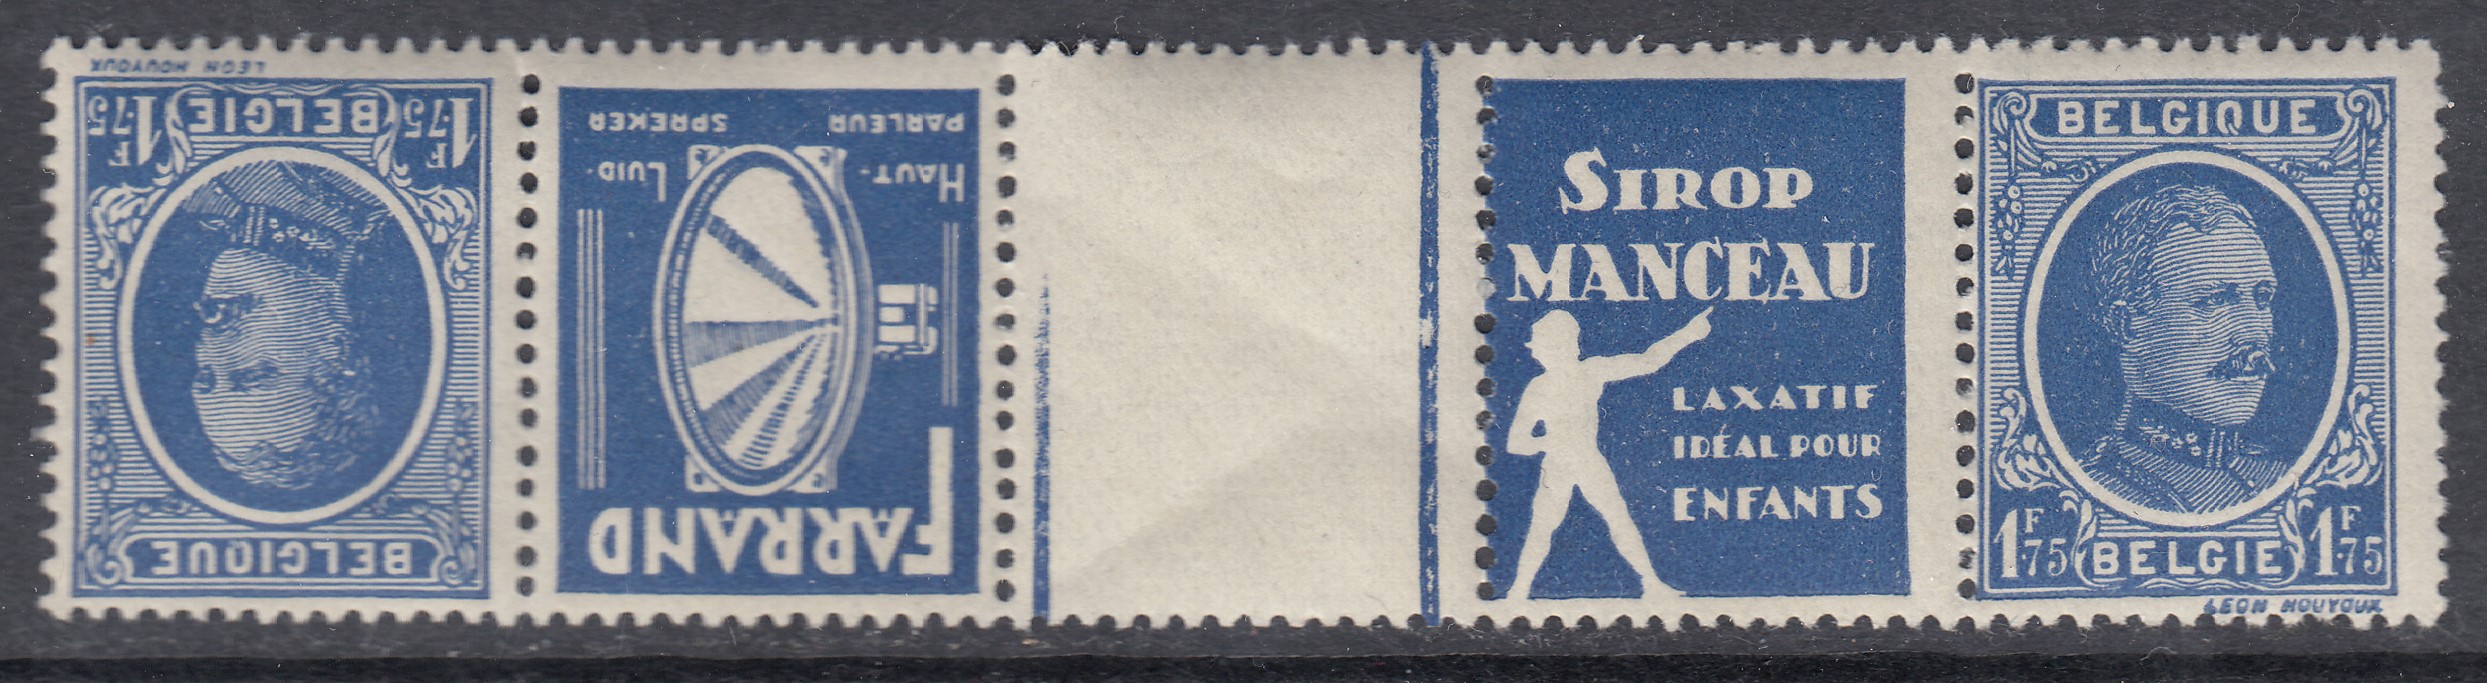 LEON HOUYOUX
1F75 BELGIE 1F75
BELGIQUE
HAUT-PARLEUR
LUID-SPREKER
FARRAND
SIROP
MANCEAU
LAXATIF
IDÉAL POUR
ENFANTS
BELGIQUE
1F75 BELGIE 1F75
LEON HOUYOUX